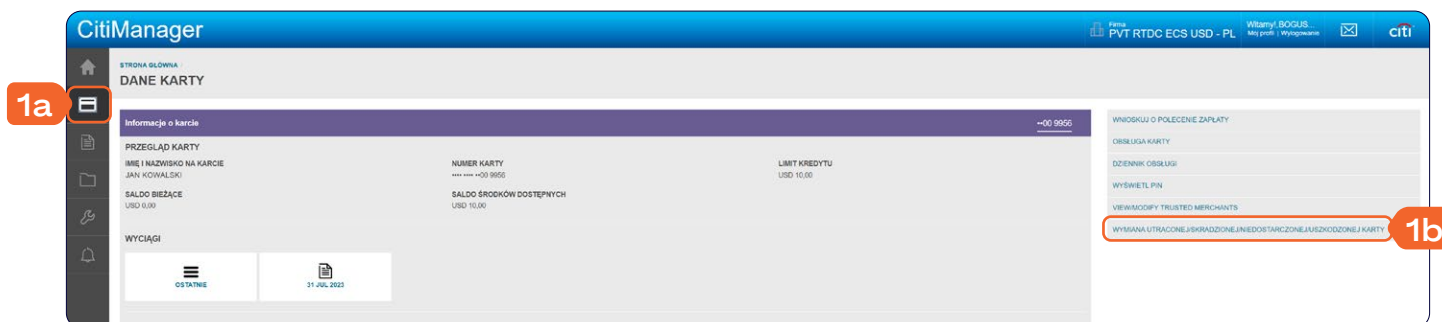 CitiManager
Firma
PVT RTDC ECS USD - PL
Witamy!,BOGUS...
Mój profil | Wylogowanie
citi
STRONA GŁÓWNA /
DANE KARTY
1a
Informacje o karcie
··00 9956
PRZEGLĄD KARTY
IMIĘ I NAZWISKO NA KARCIE
JAN KOWALSKI
NUMER KARTY
···· ···· ··00 9956
LIMIT KREDYTU
USD 10,00
SALDO BIEŻĄCE
USD 0,00
SALDO ŚRODKÓW DOSTĘPNYCH
USD 10,00
WYCIĄGI
OSTATNIE
31 JUL 2023
WNIOSKUJ O POLECENIE ZAPŁATY
OBSŁUGA KARTY
DZIENNIK OBSŁUGI
WYŚWIETL PIN
VIEW/MODIFY TRUSTED MERCHANTS
WYMIANA UTRACONEJ/SKRADZIONEJ/NIEDOSTARCZONEJ/USZKODZONEJ KARTY
1b